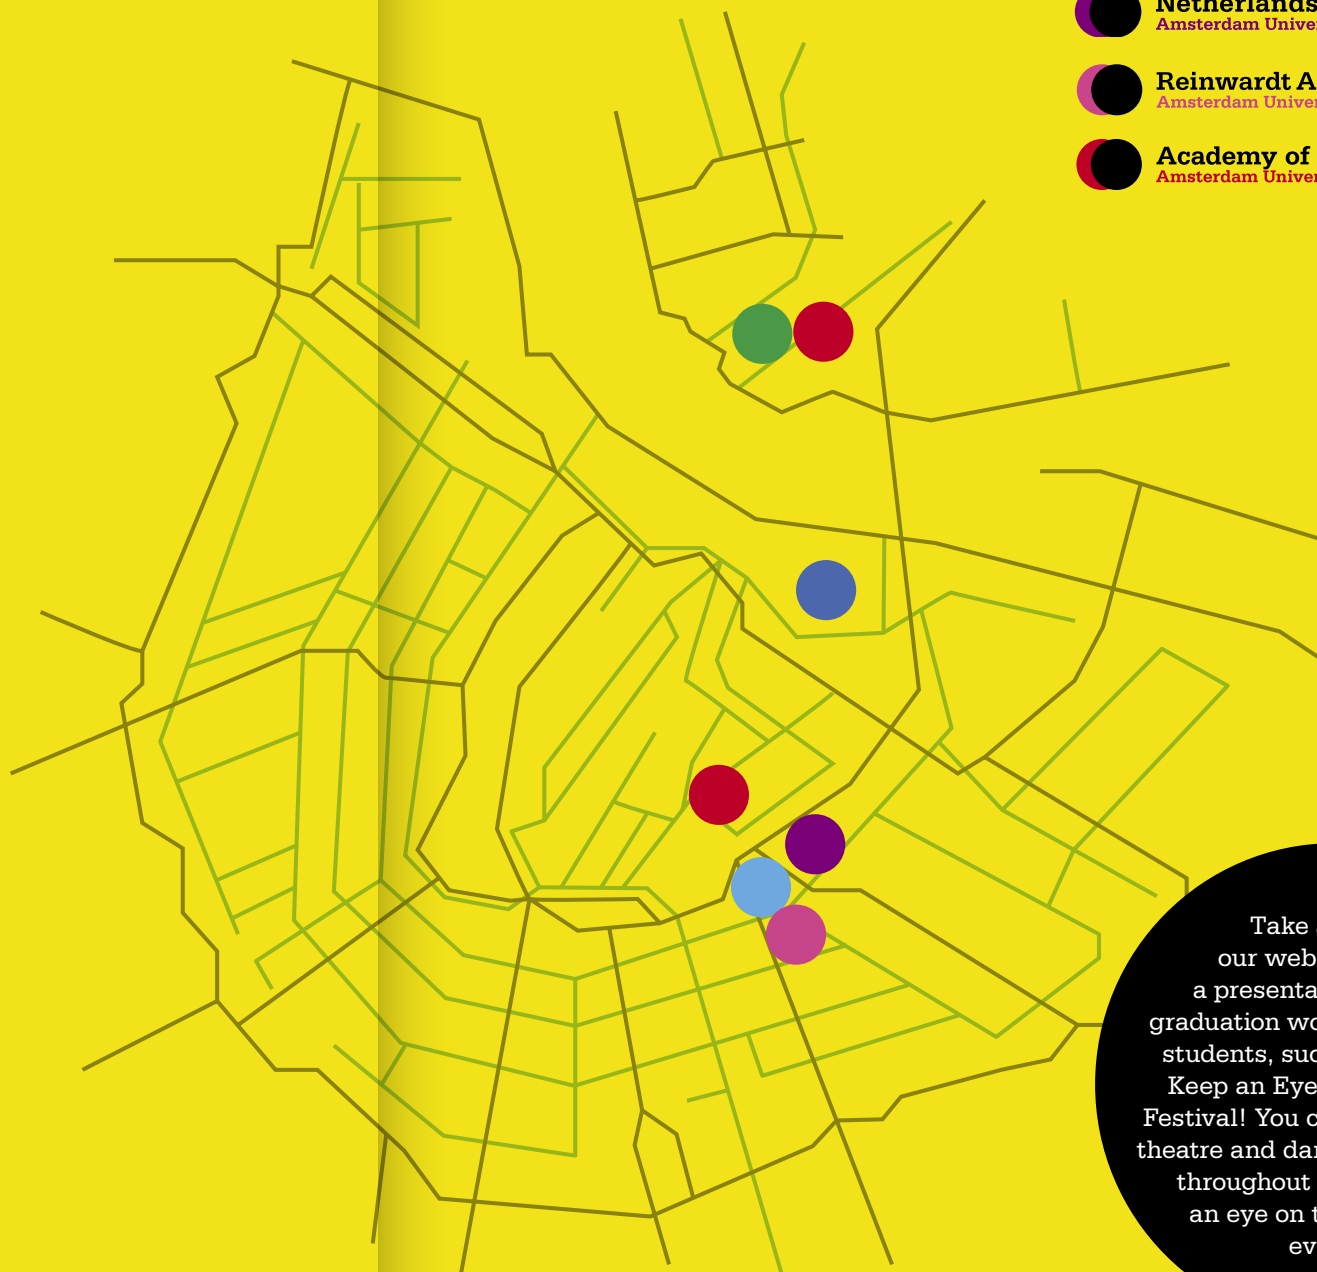 Netherlands
Amsterdam Univer
Reinwardt A
Amsterdam Univer
Academy of
Amsterdam Univer
Take
our web
a presenta
graduation wo
students, suc
Keep an Eye
Festival! You c
theatre and dan
throughout
an eye on t
ev